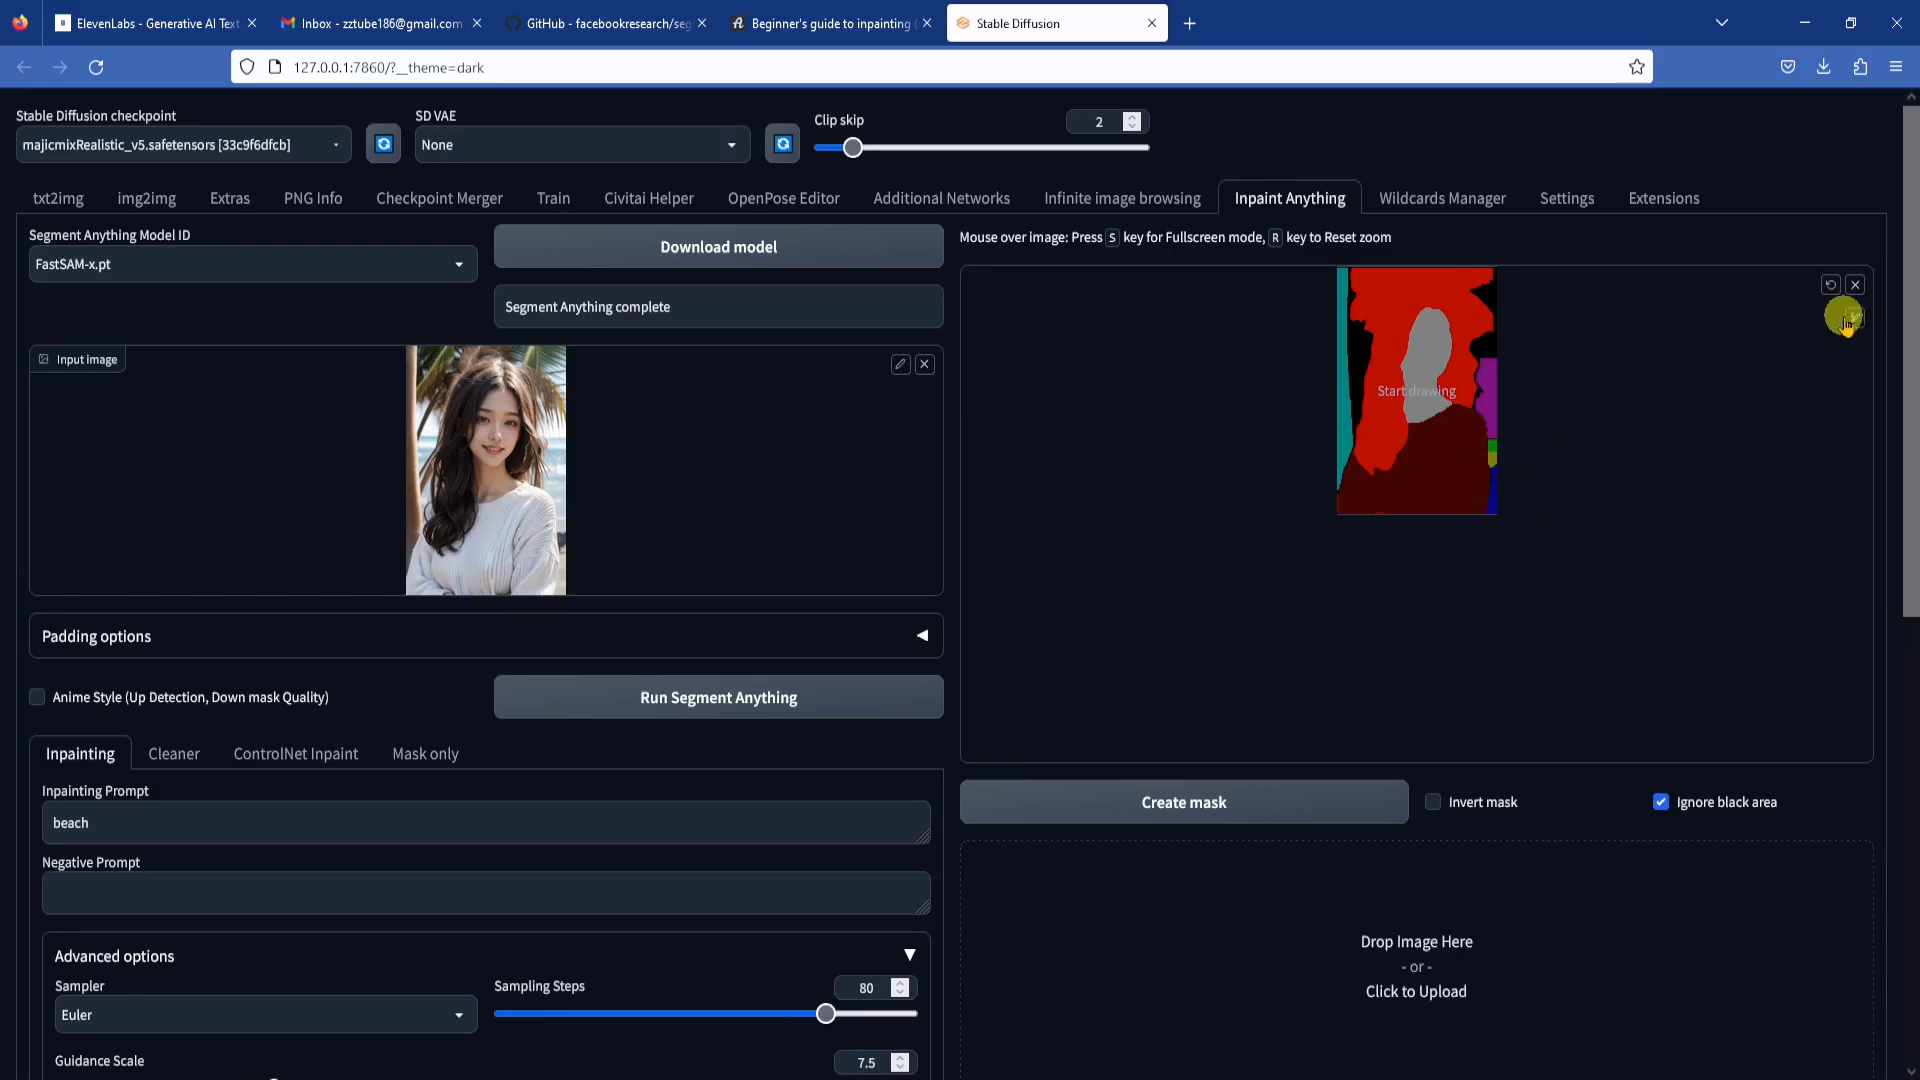 ElevenLabs - Generative AI Text
Inbox - zztube186@gmail.com
GitHub - facebookresearch/seg
Beginner's guide to inpainting
Stable Diffusion
127.0.0.1:7860/?__theme=dark
Stable Diffusion checkpoint
SD VAE
Clip skip
2
majicmixRealistic_v5.safetensors [33c9f6dfcb]
None
txt2img
img2img
Extras
PNG Info
Checkpoint Merger
Train
Civitai Helper
OpenPose Editor
Additional Networks
Infinite image browsing
Inpaint Anything
Wildcards Manager
Settings
Extensions
Segment Anything Model ID
FastSAM-x.pt
Download model
Segment Anything complete
Mouse over image: Press S key for Fullscreen mode, R key to Reset zoom
Input image
Start drawing
Padding options
Anime Style (Up Detection, Down mask Quality)
Run Segment Anything
Inpainting
Cleaner
ControlNet Inpaint
Mask only
Inpainting Prompt
beach
Negative Prompt
Create mask
Invert mask
Ignore black area
Advanced options
Sampler
Euler
Sampling Steps
80
Guidance Scale
7.5
Drop Image Here
- or -
Click to Upload